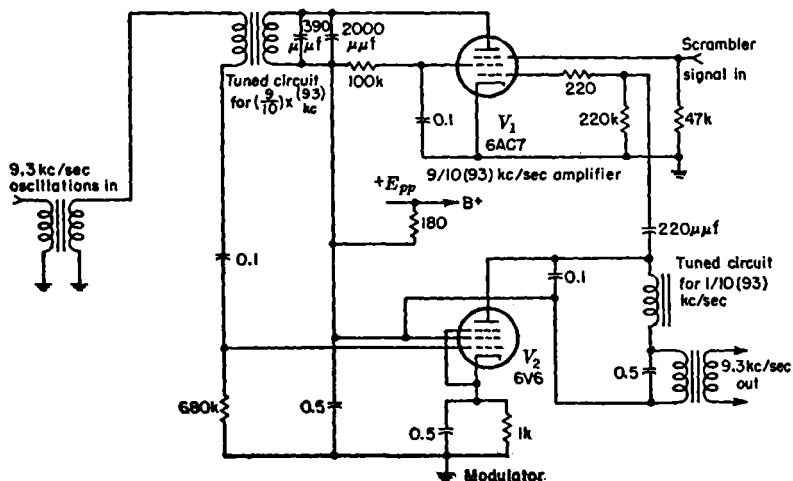 390
μμf
2000
μμf
Tuned circuit
for (9/10)x(93)
kc
100k
0.1
V₁
6AC7
220
220k
47k
Scrambler
signal in
9/10(93) kc/sec amplifier
9.3kc/sec
oscillations in
+Epp
B+
180
220μμf
0.1
0.1
Tuned circuit
for 1/10(93)
kc/sec
V₂
6V6
0.5
9.3kc/sec
out
680k
0.5
0.5
1k
Modulator